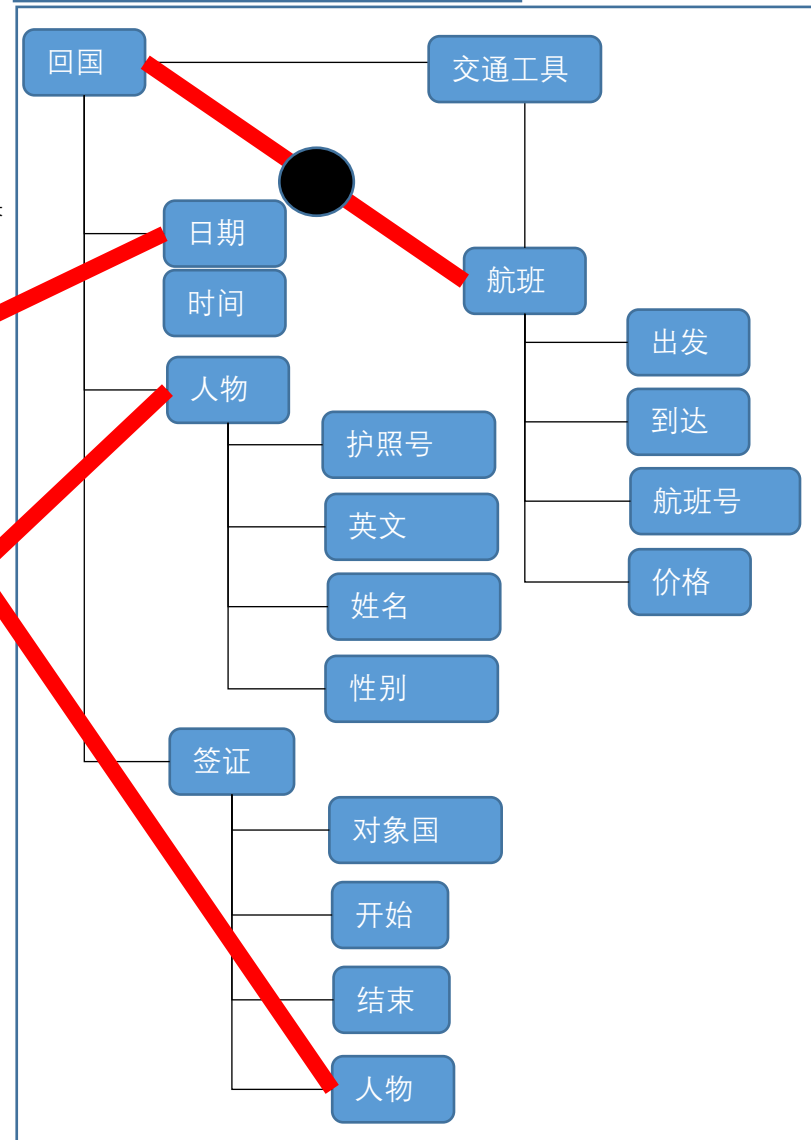 回国
交通工具
日期
时间
航班
出发
到达
航班号
价格
人物
护照号
英文
姓名
性别
签证
对象国
开始
结束
人物